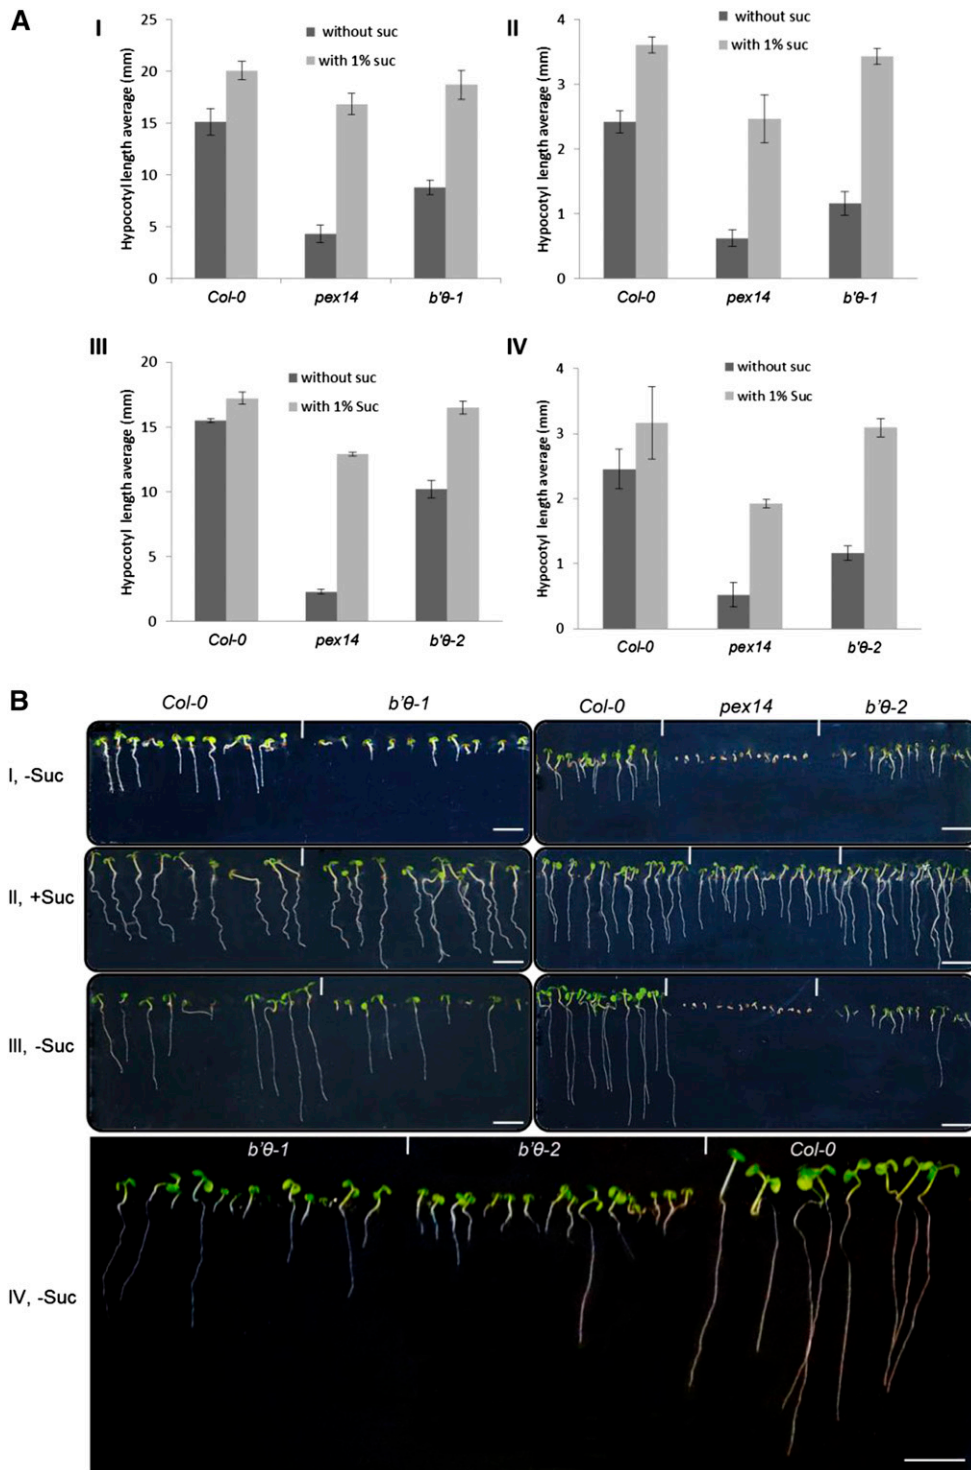 A
I
Hypocotyl length average (mm)
25
20
15
10
5
0
without suc
with 1% suc
Col-0
pex14
b'θ-1
II
Hypocotyl length average (mm)
4
3
2
1
0
without suc
with 1% suc
Col-0
pex14
b'θ-1
III
Hypocotyl length average (mm)
20
15
10
5
0
without suc
with 1% Suc
Col-0
pex14
b'θ-2
IV
Hypocotyl length average (mm)
4
3
2
1
0
without suc
with 1% Suc
Col-0
pex14
b'θ-2
B
Col-0
b'θ-1
Col-0
pex14
b'θ-2
I, -Suc
II, +Suc
III, -Suc
IV, -Suc
b'θ-1
b'θ-2
Col-0